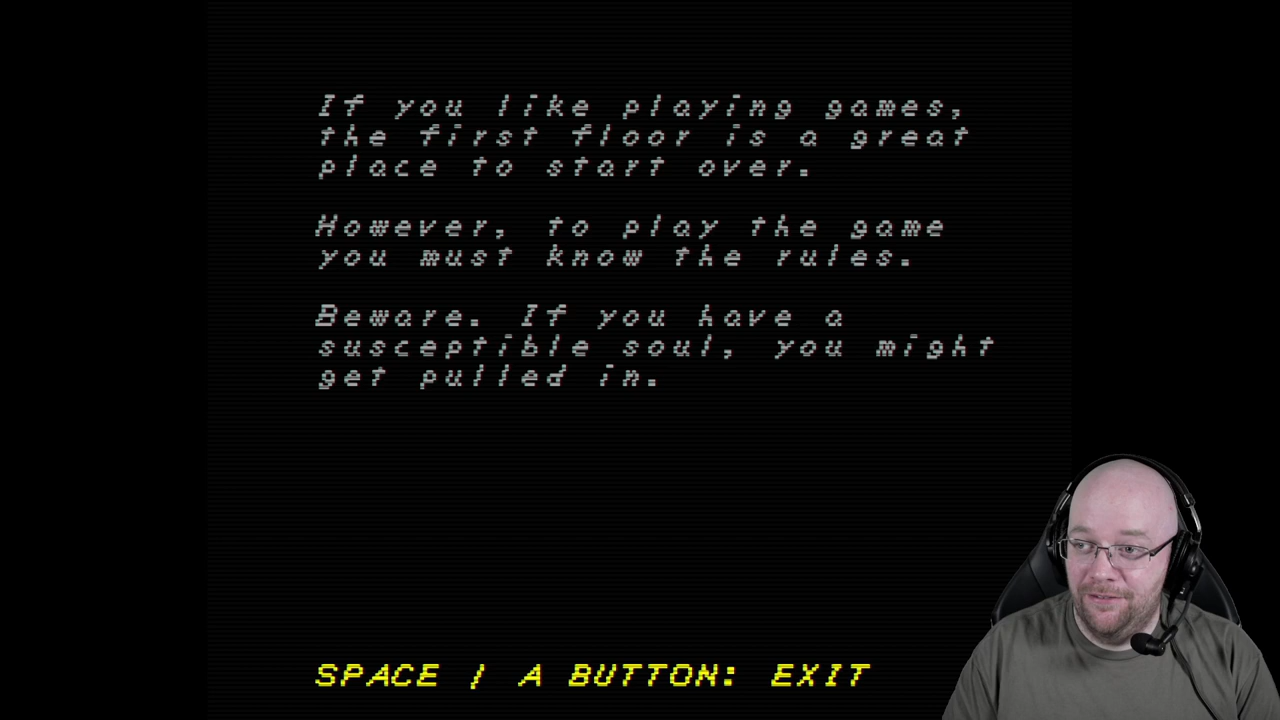 If you like playing games,
the first floor is a great
place to start over.
However, to play the game
you must know the rules.
Beware. If you have a
susceptible soul, you might
get pulled in.
SPACE / A BUTTON: EXIT